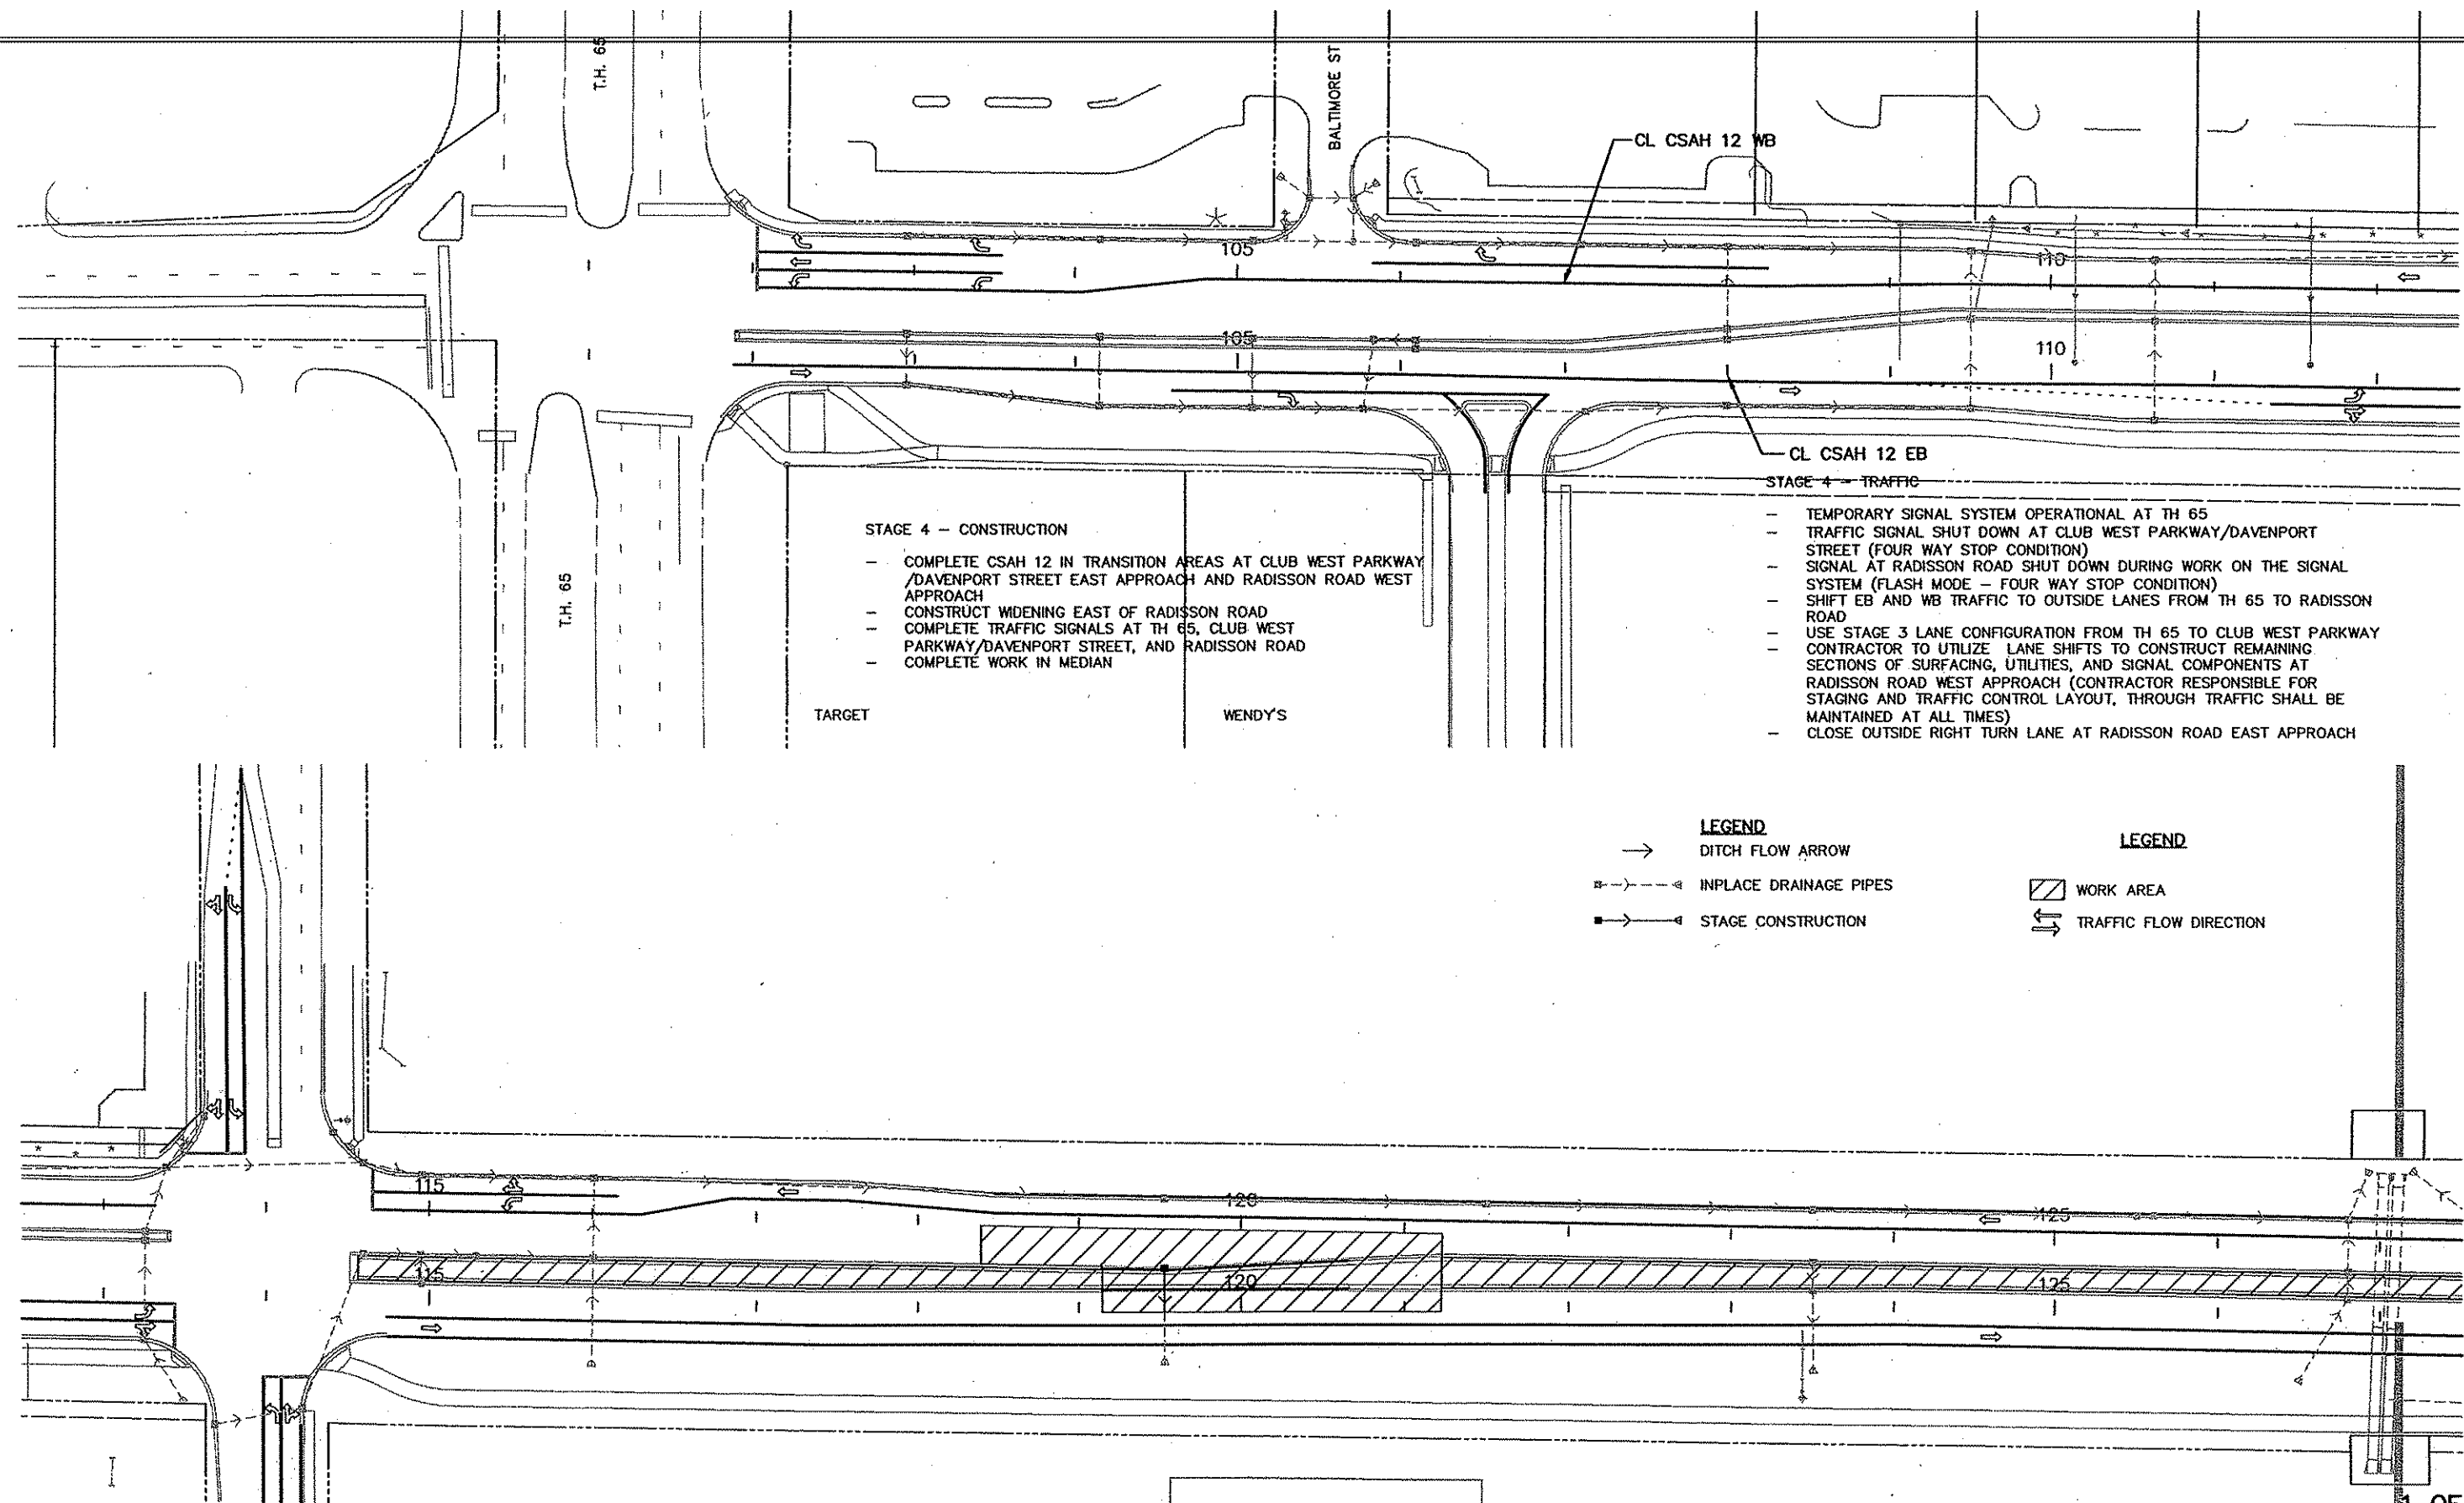 T.H. 65
BALTIMORE ST
CL CSAH 12 WB
105
110
105
110
CL CSAH 12 EB
STAGE 4 - TRAFFIC
- TEMPORARY SIGNAL SYSTEM OPERATIONAL AT TH 65
- TRAFFIC SIGNAL SHUT DOWN AT CLUB WEST PARKWAY/DAVENPORT
STREET (FOUR WAY STOP CONDITION)
- SIGNAL AT RADISSON ROAD SHUT DOWN DURING WORK ON THE SIGNAL
SYSTEM (FLASH MODE - FOUR WAY STOP CONDITION)
- SHIFT EB AND WB TRAFFIC TO OUTSIDE LANES FROM TH 65 TO RADISSON
ROAD
- USE STAGE 3 LANE CONFIGURATION FROM TH 65 TO CLUB WEST PARKWAY
- CONTRACTOR TO UTILIZE LANE SHIFTS TO CONSTRUCT REMAINING
SECTIONS OF SURFACING, UTILITIES, AND SIGNAL COMPONENTS AT
RADISSON ROAD WEST APPROACH (CONTRACTOR RESPONSIBLE FOR
STAGING AND TRAFFIC CONTROL LAYOUT, THROUGH TRAFFIC SHALL BE
MAINTAINED AT ALL TIMES)
- CLOSE OUTSIDE RIGHT TURN LANE AT RADISSON ROAD EAST APPROACH
STAGE 4 - CONSTRUCTION
- COMPLETE CSAH 12 IN TRANSITION AREAS AT CLUB WEST PARKWAY
/DAVENPORT STREET EAST APPROACH AND RADISSON ROAD WEST
APPROACH
- CONSTRUCT WIDENING EAST OF RADISSON ROAD
- COMPLETE TRAFFIC SIGNALS AT TH 65, CLUB WEST
PARKWAY/DAVENPORT STREET, AND RADISSON ROAD
- COMPLETE WORK IN MEDIAN
T.H. 65
TARGET
WENDY'S
LEGEND
DITCH FLOW ARROW
INPLACE DRAINAGE PIPES
STAGE CONSTRUCTION
LEGEND
WORK AREA
TRAFFIC FLOW DIRECTION
115
120
125
115
120
125